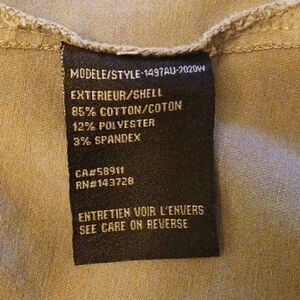 MODELE/STYLE-1497AU-2020W
EXTERIEUR/SHELL
85% COTTON/COTON
12% POLYESTER
3% SPANDEX
CA#58911
RN#143728
ENTRETIEN VOIR L'ENVERS
SEE CARE ON REVERSE